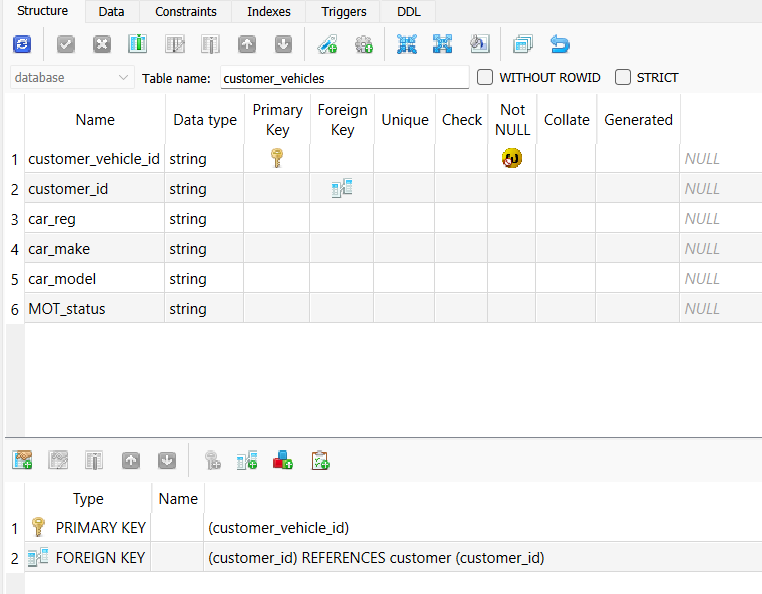 Structure Data Constraints Indexes Triggers DDL
database Table name: customer_vehicles WITHOUT ROWID STRICT
Name Data type Primary Key Foreign Key Unique Check Not NULL Collate Generated
1 customer_vehicle_id string NULL
2 customer_id string NULL
3 car_reg string NULL
4 car_make string NULL
5 car_model string NULL
6 MOT_status string NULL
Type Name
1 PRIMARY KEY (customer_vehicle_id)
2 FOREIGN KEY (customer_id) REFERENCES customer (customer_id)